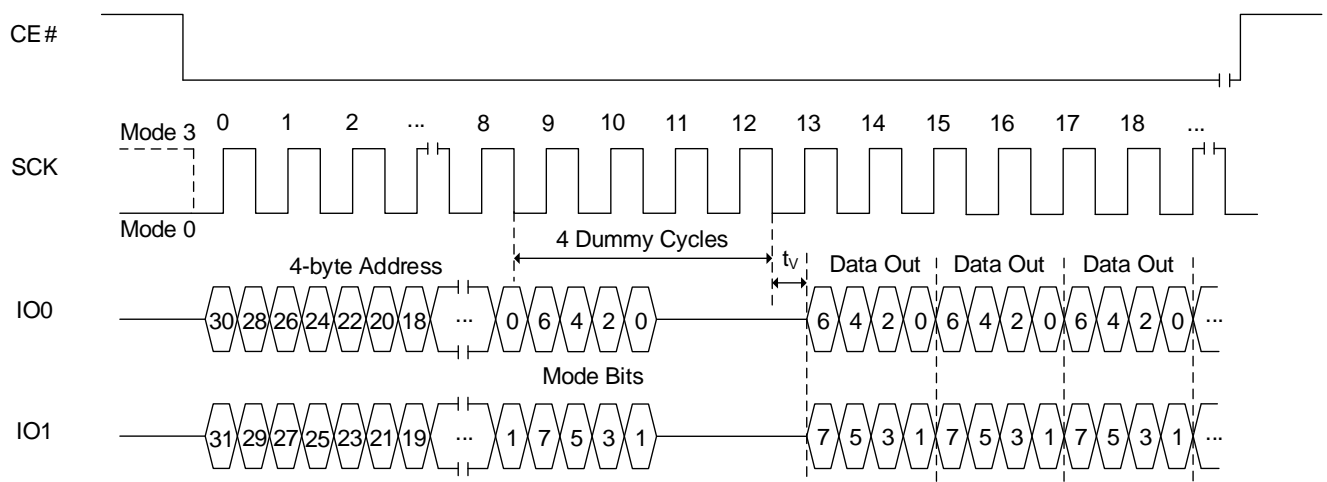 CE#
0 1 2 ... 8 9 10 11 12 13 14 15 16 17 18 ...
Mode 3
SCK
Mode 0
4 Dummy Cycles
4-byte Address tV Data Out Data Out Data Out
IO0 30 28 26 24 22 20 18 ... 0 6 4 2 0 6 4 2 0 6 4 2 0 6 4 2 0 ...
Mode Bits
IO1 31 29 27 25 23 21 19 ... 1 7 5 3 1 7 5 3 1 7 5 3 1 7 5 3 1 ...